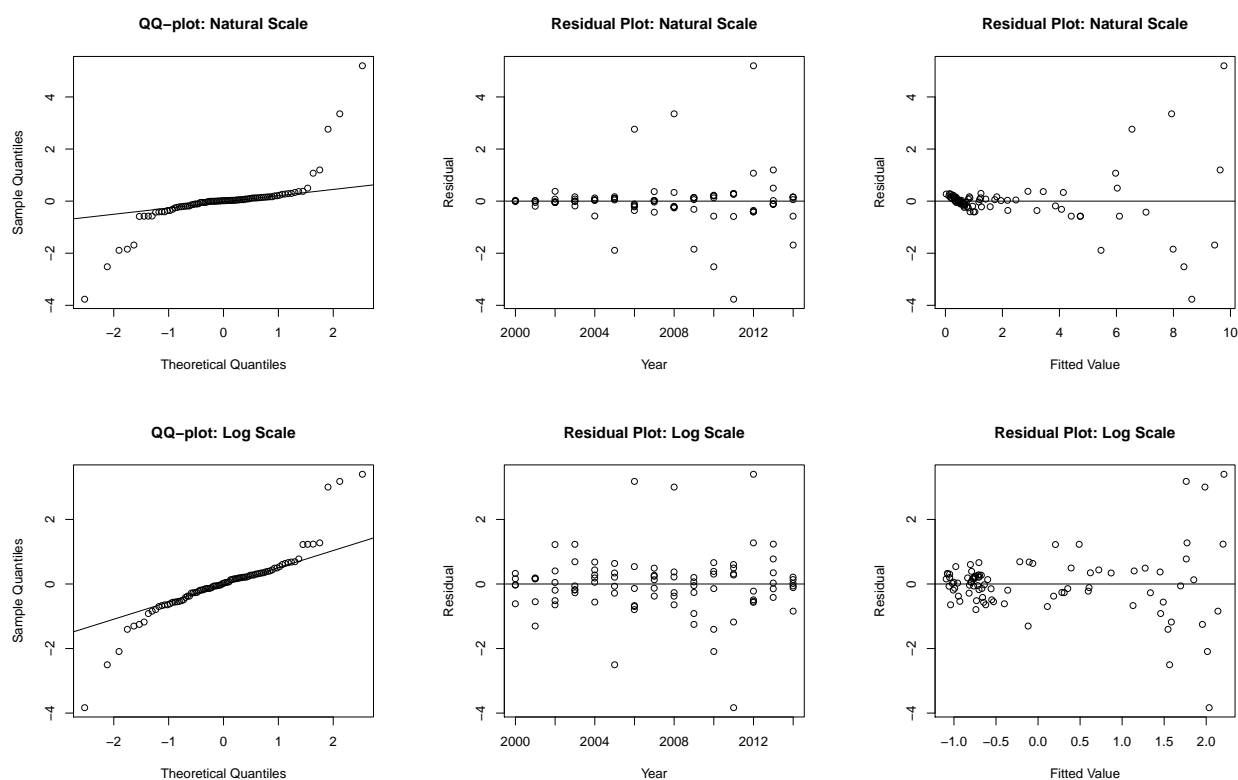 QQ−plot: Natural Scale
Sample Quantiles
4
2
0
−2
−4
−2 −1 0 1 2
Theoretical Quantiles
Residual Plot: Natural Scale
Residual
4
2
0
−2
−4
2000 2004 2008 2012
Year
Residual Plot: Natural Scale
Residual
4
2
0
−2
−4
0 2 4 6 8 10
Fitted Value
QQ−plot: Log Scale
Sample Quantiles
2
0
−2
−4
−2 −1 0 1 2
Theoretical Quantiles
Residual Plot: Log Scale
Residual
2
0
−2
−4
2000 2004 2008 2012
Year
Residual Plot: Log Scale
Residual
2
0
−2
−4
−1.0 −0.5 0.0 0.5 1.0 1.5 2.0
Fitted Value